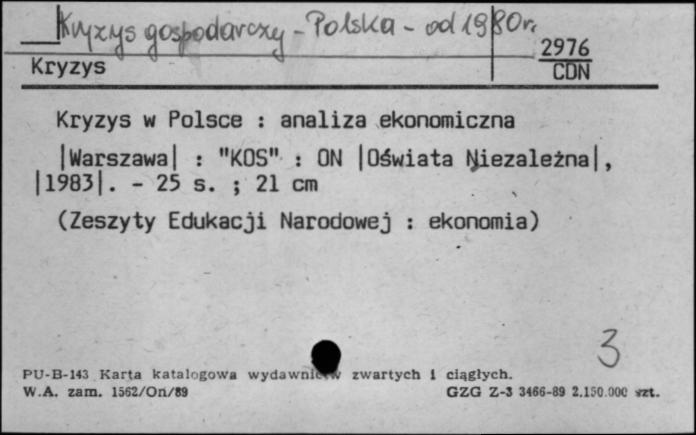 Kryzys gospodarczy - Polska - od 1980 r.
2976
Kryzys
CDN
Kryzys w Polsce : analiza ekonomiczna
|Warszawa| : "KOS" : ON |Oświata Niezależna|,
|1983|. - 25 s. ; 21 cm
(Zeszyty Edukacji Narodowej : ekonomia)
3
PU-B-143 Karta katalogowa wydawnictw zwartych i ciągłych.
W.A. zam. 1562/On/89 GZG Z-3 3466-89 2.150.000 szt.